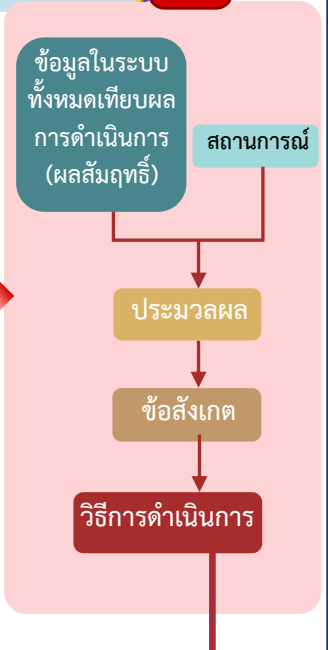 ข้อมูลในระบบ
ทั้งหมดเทียบผล
การดำเนินการ
(ผลสัมฤทธิ์)
สถานการณ์
ประมวลผล
ข้อสังเกต
วิธีการดำเนินการ